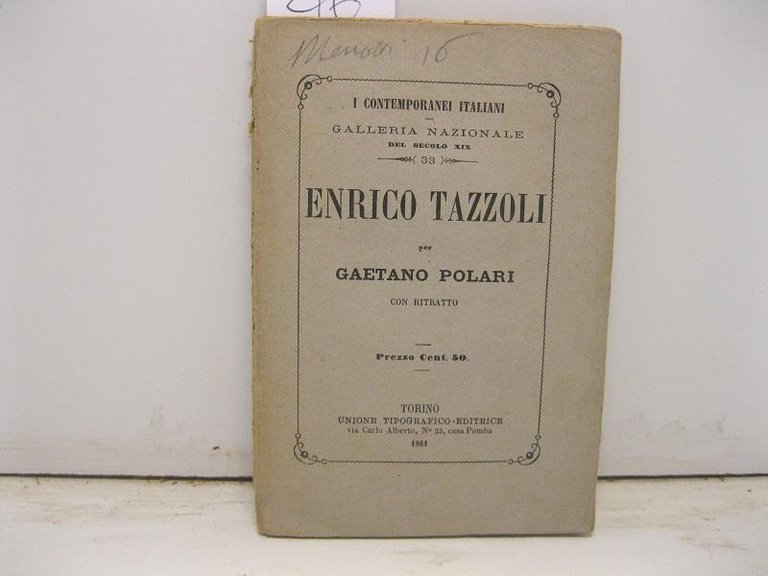 16
I CONTEMPORANEI ITALIANI
GALLERIA NAZIONALE
DEL SECOLO XIX
( 33 )
ENRICO TAZZOLI
per
GAETANO POLARI
CON RITRATTO
Prezzo Cent. 50.
TORINO
UNIONE TIPOGRAFICO-EDITRICE
via Carlo Alberto, Nº 33, casa Pomba
1861